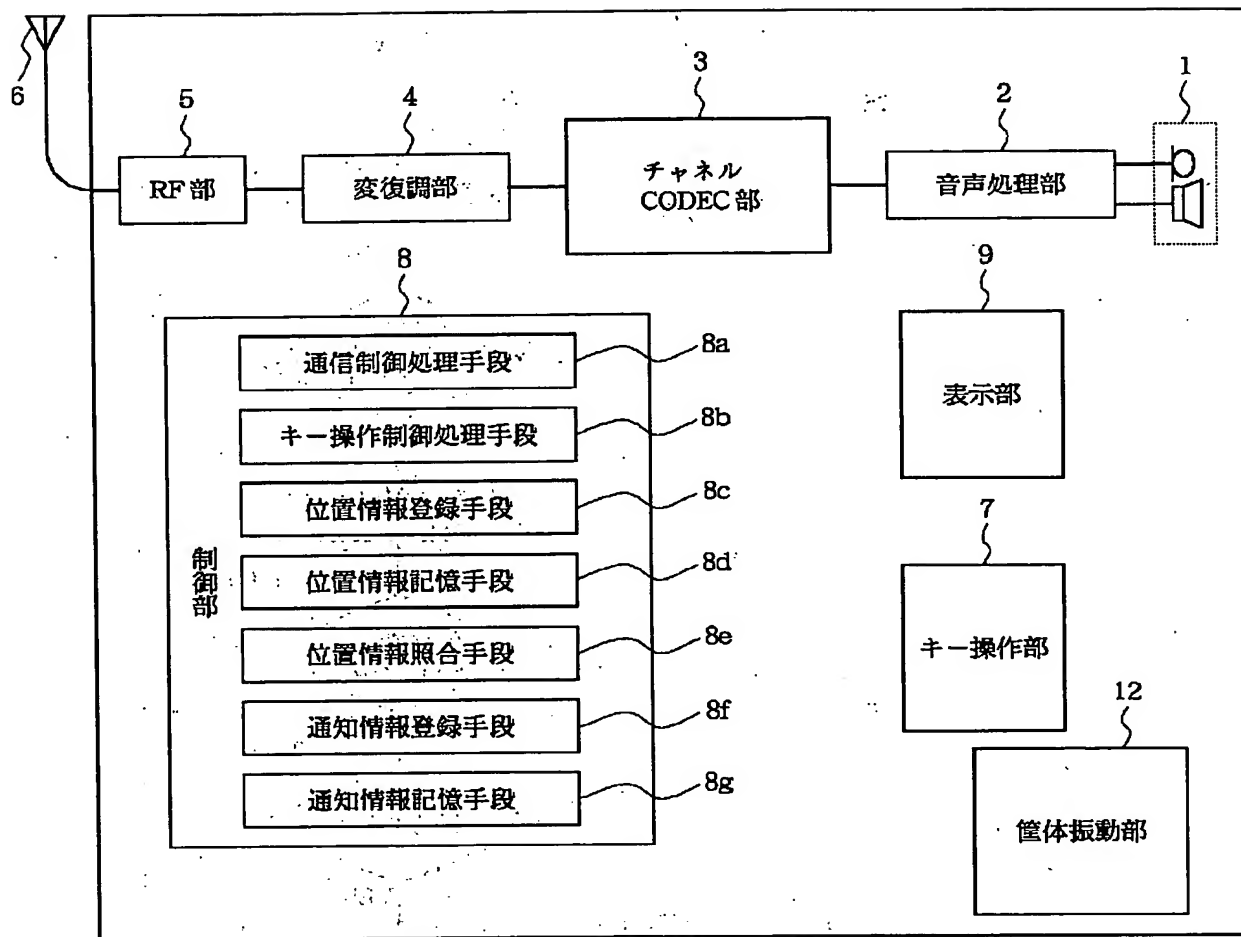 6
5
RF部
4
変復調部
3
チャネル
CODEC部
2
音声処理部
1
8
制御部
通信制御処理手段
8a
キー操作制御処理手段
8b
位置情報登録手段
8c
位置情報記憶手段
8d
位置情報照合手段
8e
通知情報登録手段
8f
通知情報記憶手段
8g
9
表示部
7
キー操作部
12
筐体振動部